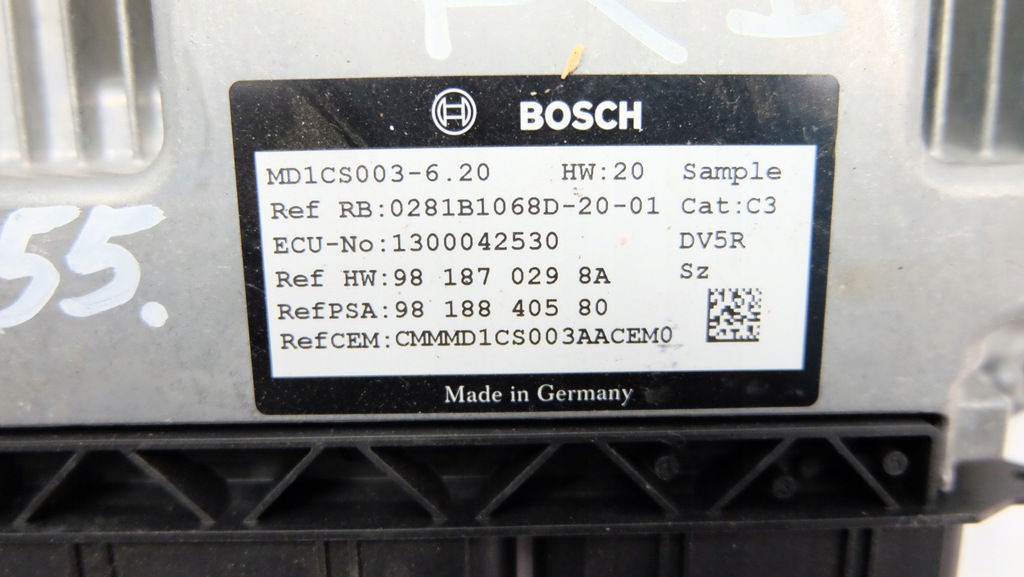 BOSCH
MD1CS003-6.20 HW:20 Sample
Ref RB:0281B1068D-20-01 Cat:C3
ECU-No:1300042530 DV5R
Ref HW:98 187 029 8A Sz
RefPSA:98 188 405 80
RefCEM:CMMMD1CS003AACEM0
Made in Germany
55.